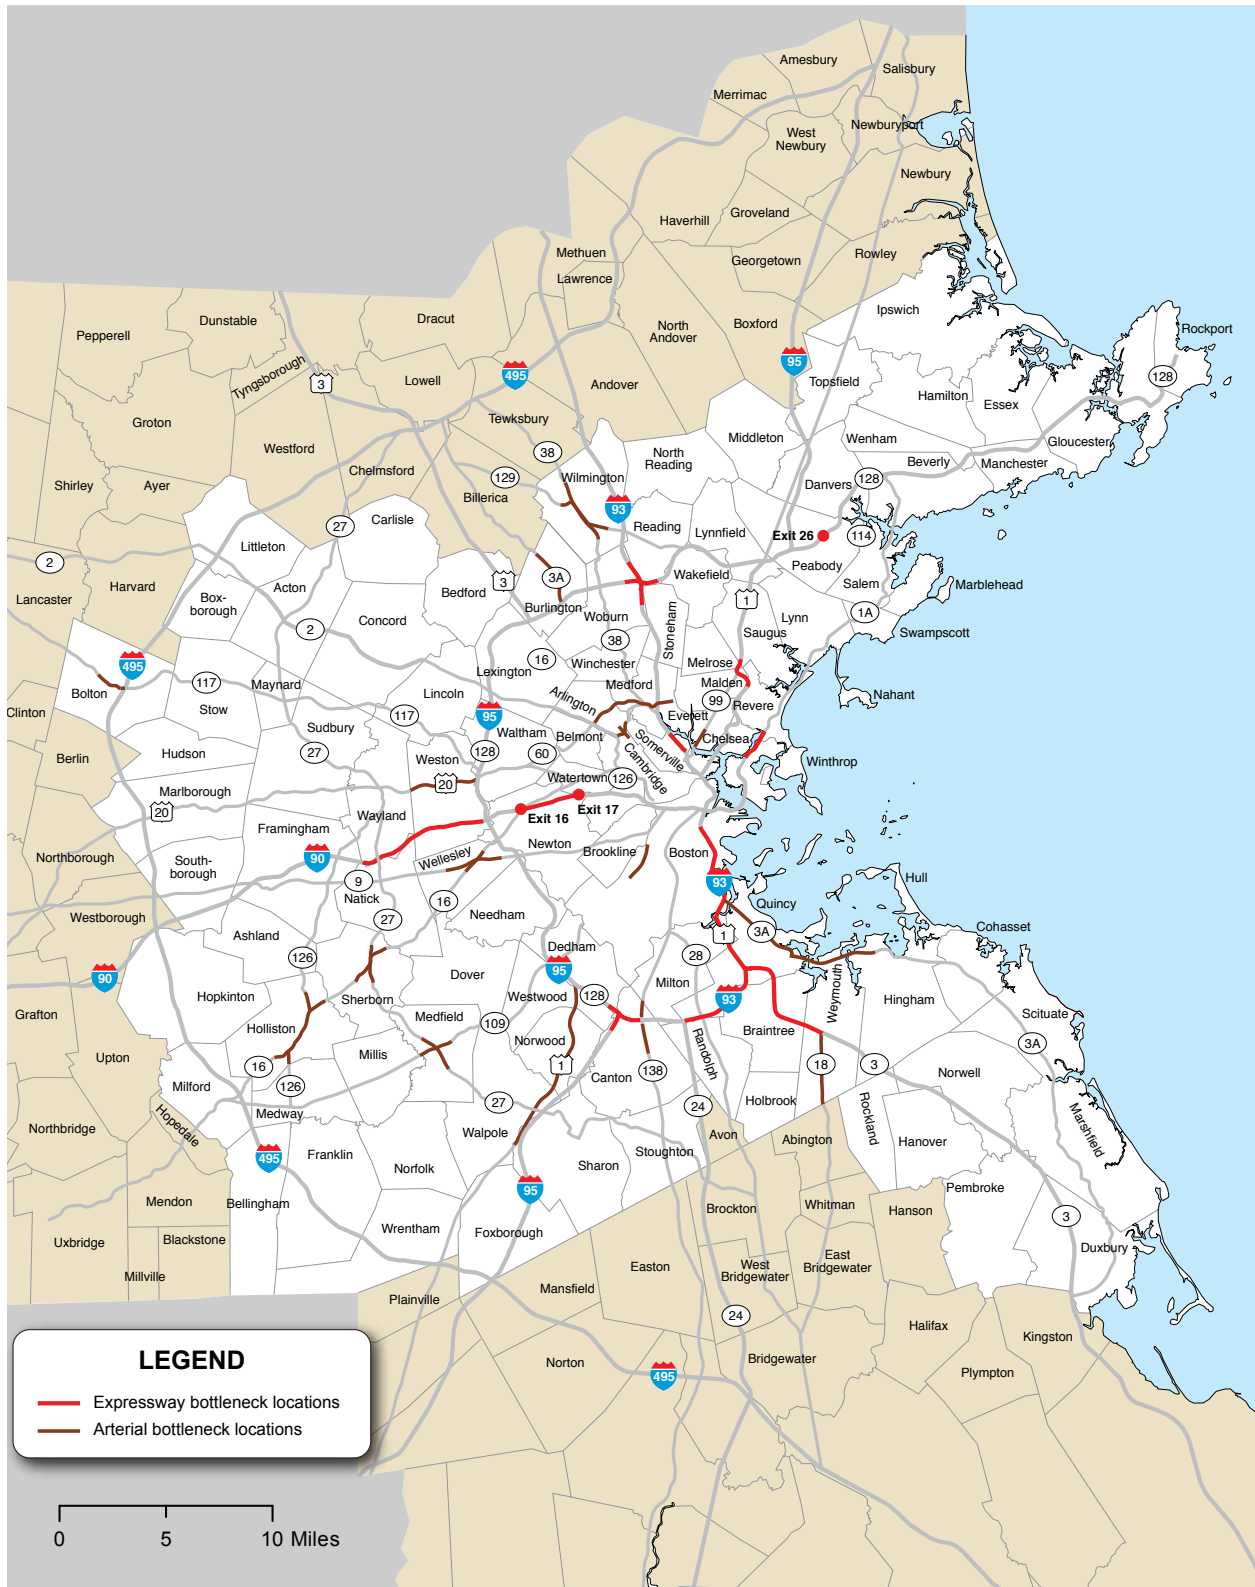 Amesbury
Salisbury
Merrimac
Newburyport
West
Newbury
Newbury
Haverhill
Groveland
Methuen
Georgetown
Rowley
Lawrence
Ipswich
Dunstable
Dracut
Pepperell
North
Andover
Boxford
Rockport
Tyngsborough
3
Lowell
495
Andover
95
Topsfield
128
Hamilton
Essex
Groton
Tewksbury
Westford
38
Middleton
Wenham
Gloucester
North
Reading
Beverly
Manchester
Chelmsford
129
Wilmington
Danvers
128
Shirley
Ayer
Billerica
93
27
Carlisle
Reading
Lynnfield
Exit 26
114
Littleton
2
Peabody
3
3A
Wakefield
Salem
Marblehead
Harvard
Acton
Bedford
Lancaster
Box-
borough
Burlington
Woburn
1
1A
Concord
Lynn
2
Stoneham
Saugus
Swampscott
38
16
495
Lexington
Winchester
Melrose
117
Maynard
Medford
Malden
Bolton
Lincoln
Arlington
99
Nahant
Stow
Revere
Clinton
117
95
Everett
Sudbury
Waltham
Belmont
Somerville
Chelsea
Berlin
Hudson
27
128
60
Weston
Cambridge
Winthrop
Watertown
126
Marlborough
20
20
Wayland
Exit 17
Exit 16
Framingham
Newton
Northborough
90
Wellesley
Brookline
Boston
South-
borough
9
Hull
93
Natick
16
Quincy
Westborough
27
Needham
Cohasset
Ashland
1
3A
Dedham
126
28
90
Dover
95
Weymouth
Milton
Hopkinton
Sherborn
Westwood
128
93
Hingham
Grafton
Medfield
Scituate
Holliston
109
Norwood
Braintree
3A
Millis
Upton
1
Randolph
16
18
3
138
Canton
Norwell
Milford
126
Medway
Holbrook
27
24
Rockland
Hopedale
Northbridge
Walpole
Avon
Abington
Hanover
Marshfield
495
Franklin
Stoughton
Norfolk
Sharon
95
Pembroke
Mendon
Bellingham
Brockton
Whitman
Hanson
3
Wrentham
Foxborough
Uxbridge
Blackstone
Duxbury
East
Bridgewater
Easton
West
Bridgewater
Millville
Mansfield
Plainville
24
Halifax
Kingston
Norton
Bridgewater
Plympton
495
LEGEND
Expressway bottleneck locations
Arterial bottleneck locations
0 5 10 Miles